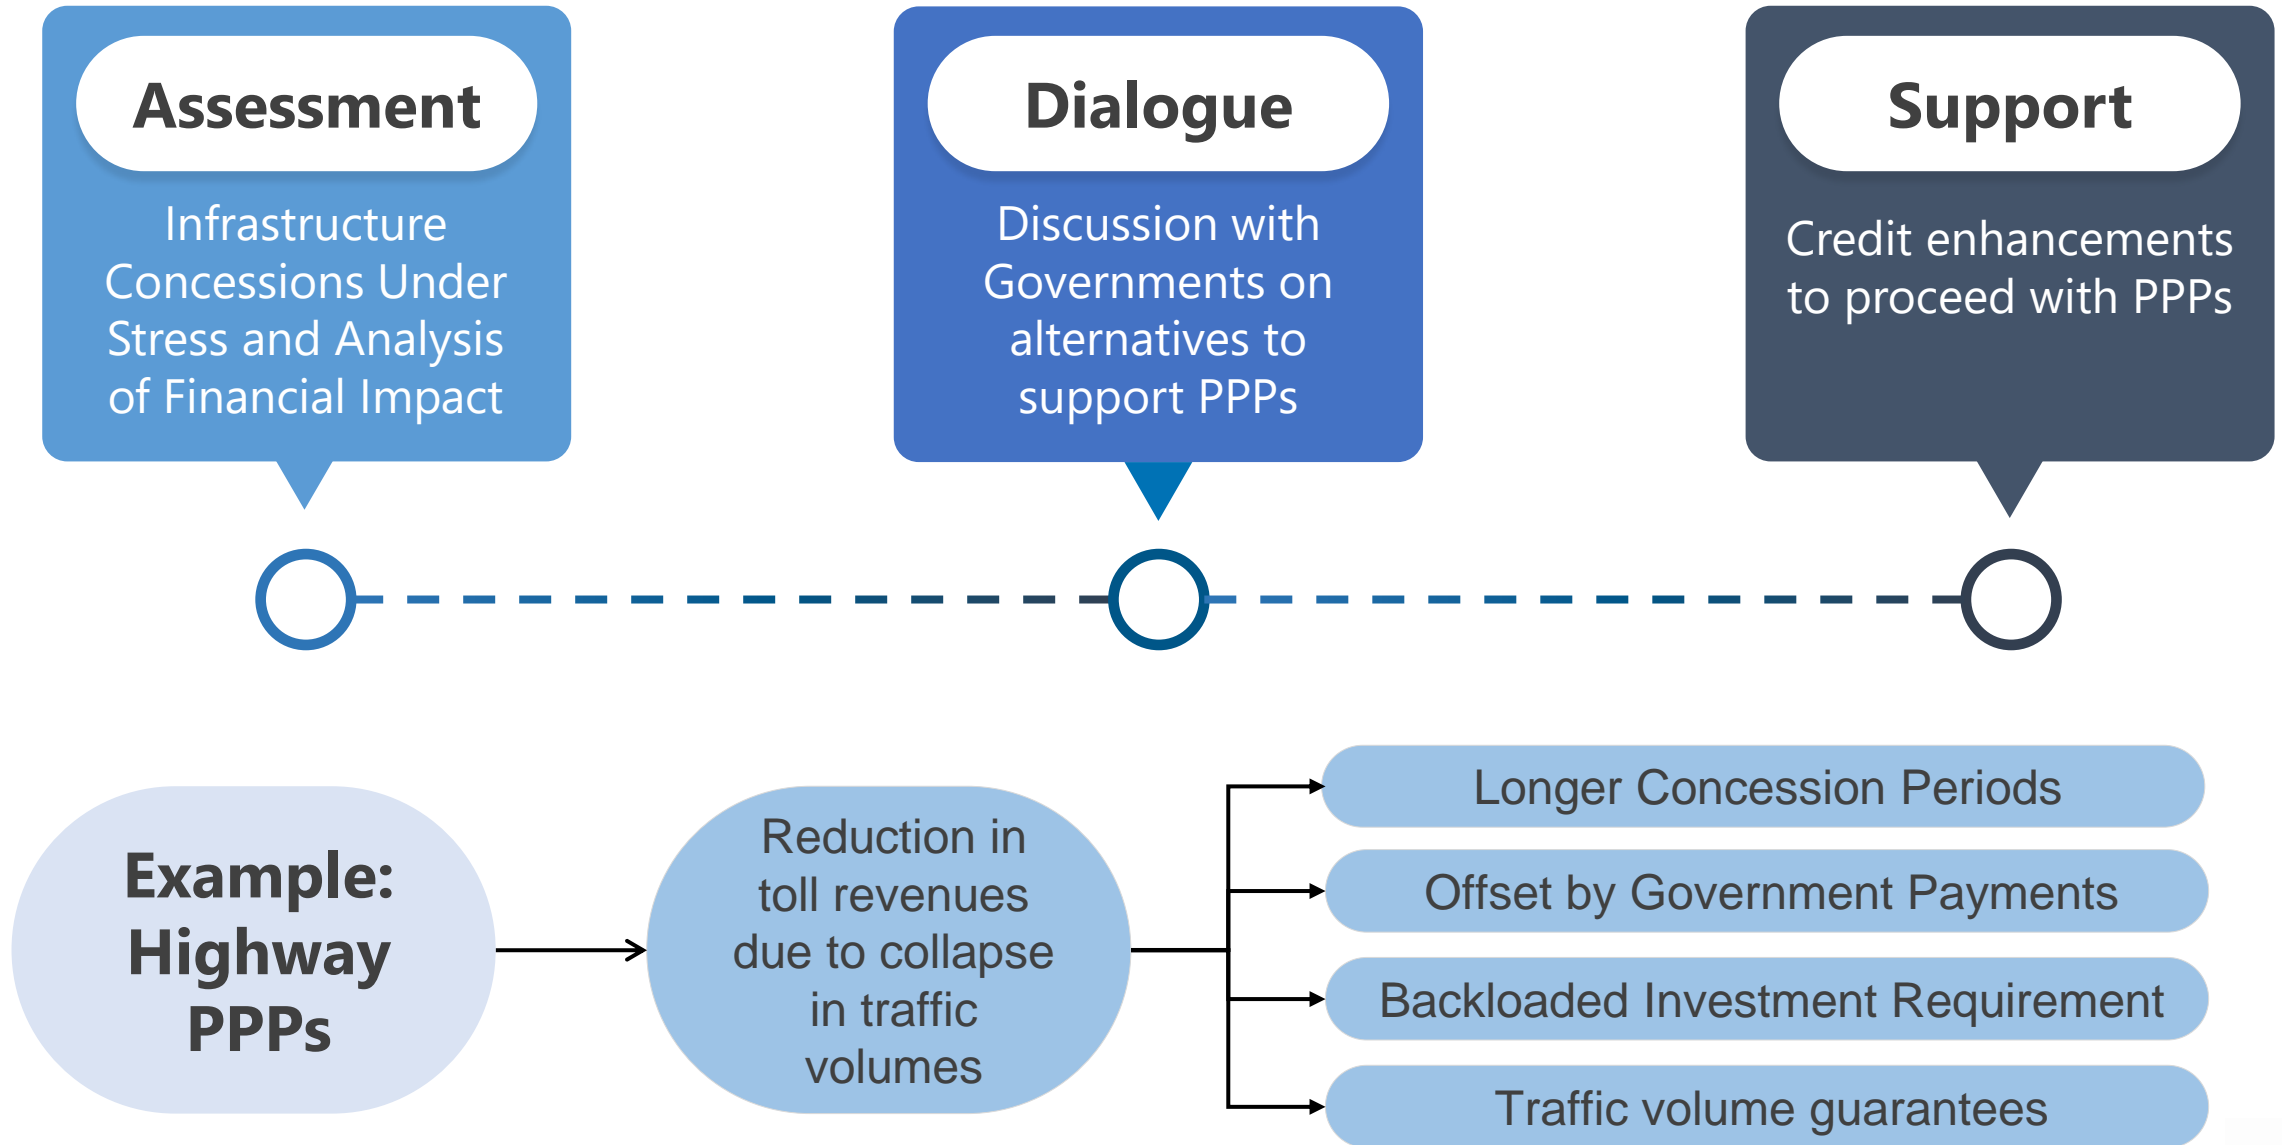 Assessment
Infrastructure
Concessions Under
Stress and Analysis
of Financial Impact
Dialogue
Discussion with
Governments on
alternatives to
support PPPs
Support
Credit enhancements
to proceed with PPPs
Example:
Highway
PPPs
Reduction in
toll revenues
due to collapse
in traffic
volumes
Longer Concession Periods
Offset by Government Payments
Backloaded Investment Requirement
Traffic volume guarantees